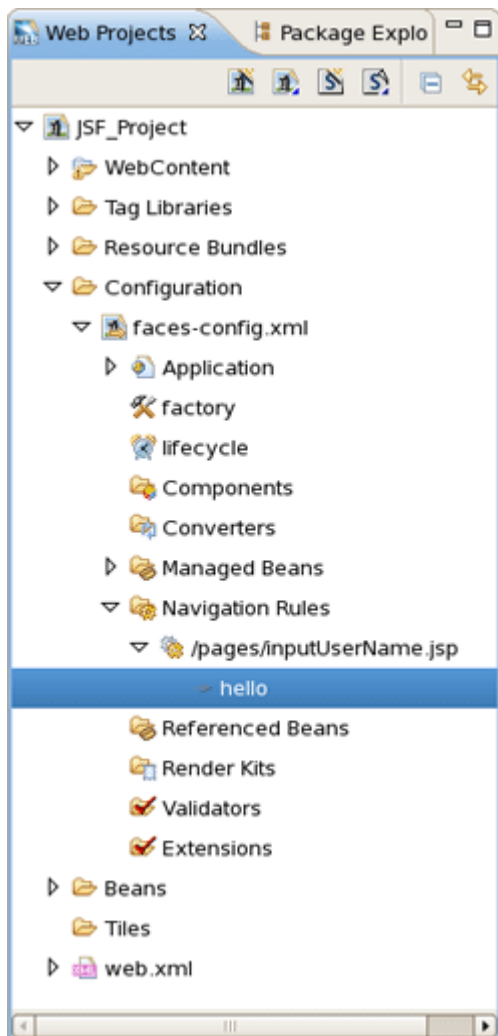 Web Projects Package Explo
JSF_Project
WebContent
Tag Libraries
Resource Bundles
Configuration
faces-config.xml
Application
factory
lifecycle
Components
Converters
Managed Beans
Navigation Rules
/pages/inputUserName.jsp
hello
Referenced Beans
Render Kits
Validators
Extensions
Beans
Tiles
web.xml